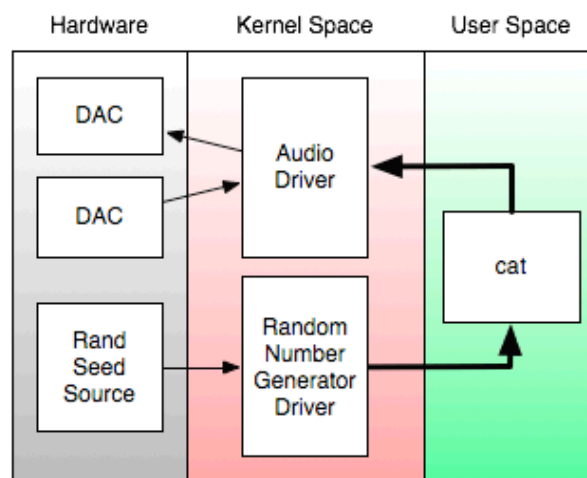 Hardware
Kernel Space
User Space
DAC
DAC
Audio
Driver
cat
Rand
Seed
Source
Random
Number
Generator
Driver